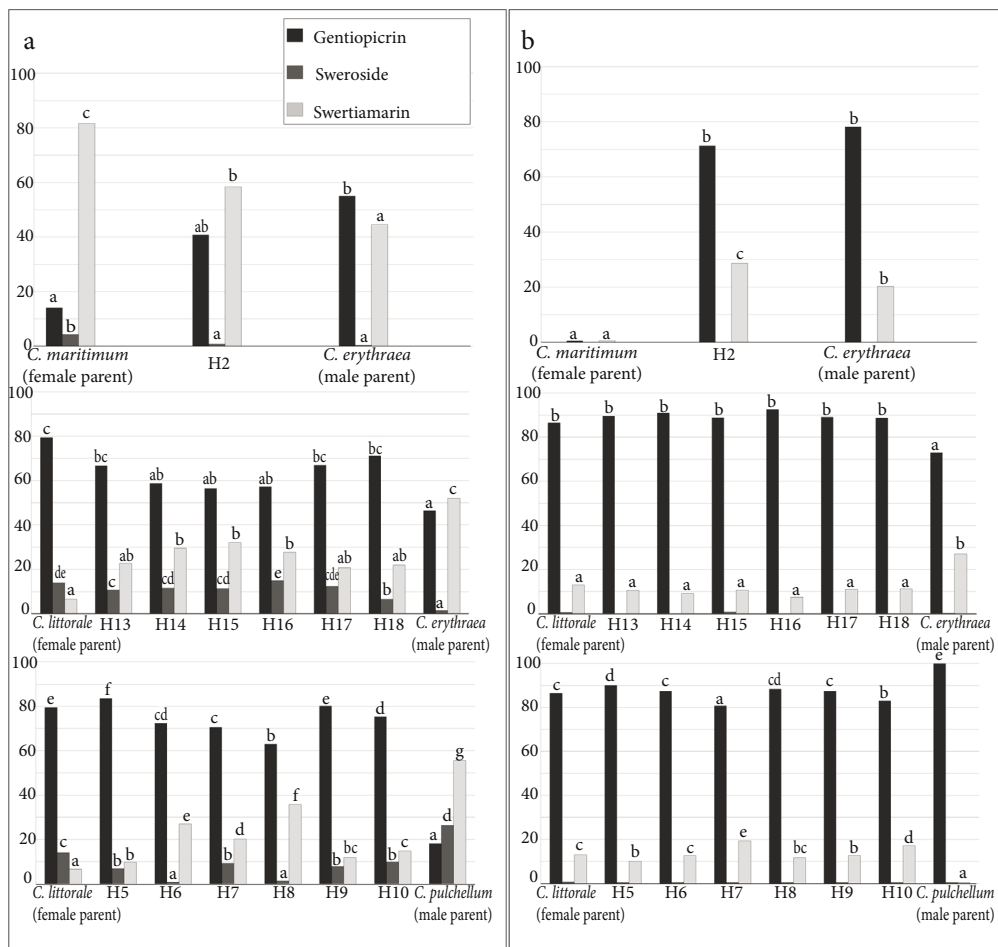 a
Gentiopicrin
Sweroside
Swertiamarin
100
80
60
40
20
0
a b c
ab a b
b a a
C. maritimum
(female parent)
H2
C. erythraea
(male parent)
100
80
60
40
20
0
c de a
bc c ab
ab cd b
ab cd b
ab e b
bc cde ab
bc b ab
a a c
C. littorale
(female parent)
H13 H14 H15 H16 H17 H18
C. erythraea
(male parent)
100
80
60
40
20
0
e c a
f b b
cd a e
c b d
b a f
e b bc
d b c
a d g
C. littorale
(female parent)
H5 H6 H7 H8 H9 H10
C. pulchellum
(male parent)
b
100
80
60
40
20
0
a a
b c
b b
C. maritimum
(female parent)
H2
C. erythraea
(male parent)
100
80
60
40
20
0
b a
b a
b a
b a
b a
b a
b a
a b
C. littorale
(female parent)
H13 H14 H15 H16 H17 H18
C. erythraea
(male parent)
100
80
60
40
20
0
c c
d b
c c
a e
cd bc
c c
b d
e a
C. littorale
(female parent)
H5 H6 H7 H8 H9 H10
C. pulchellum
(male parent)